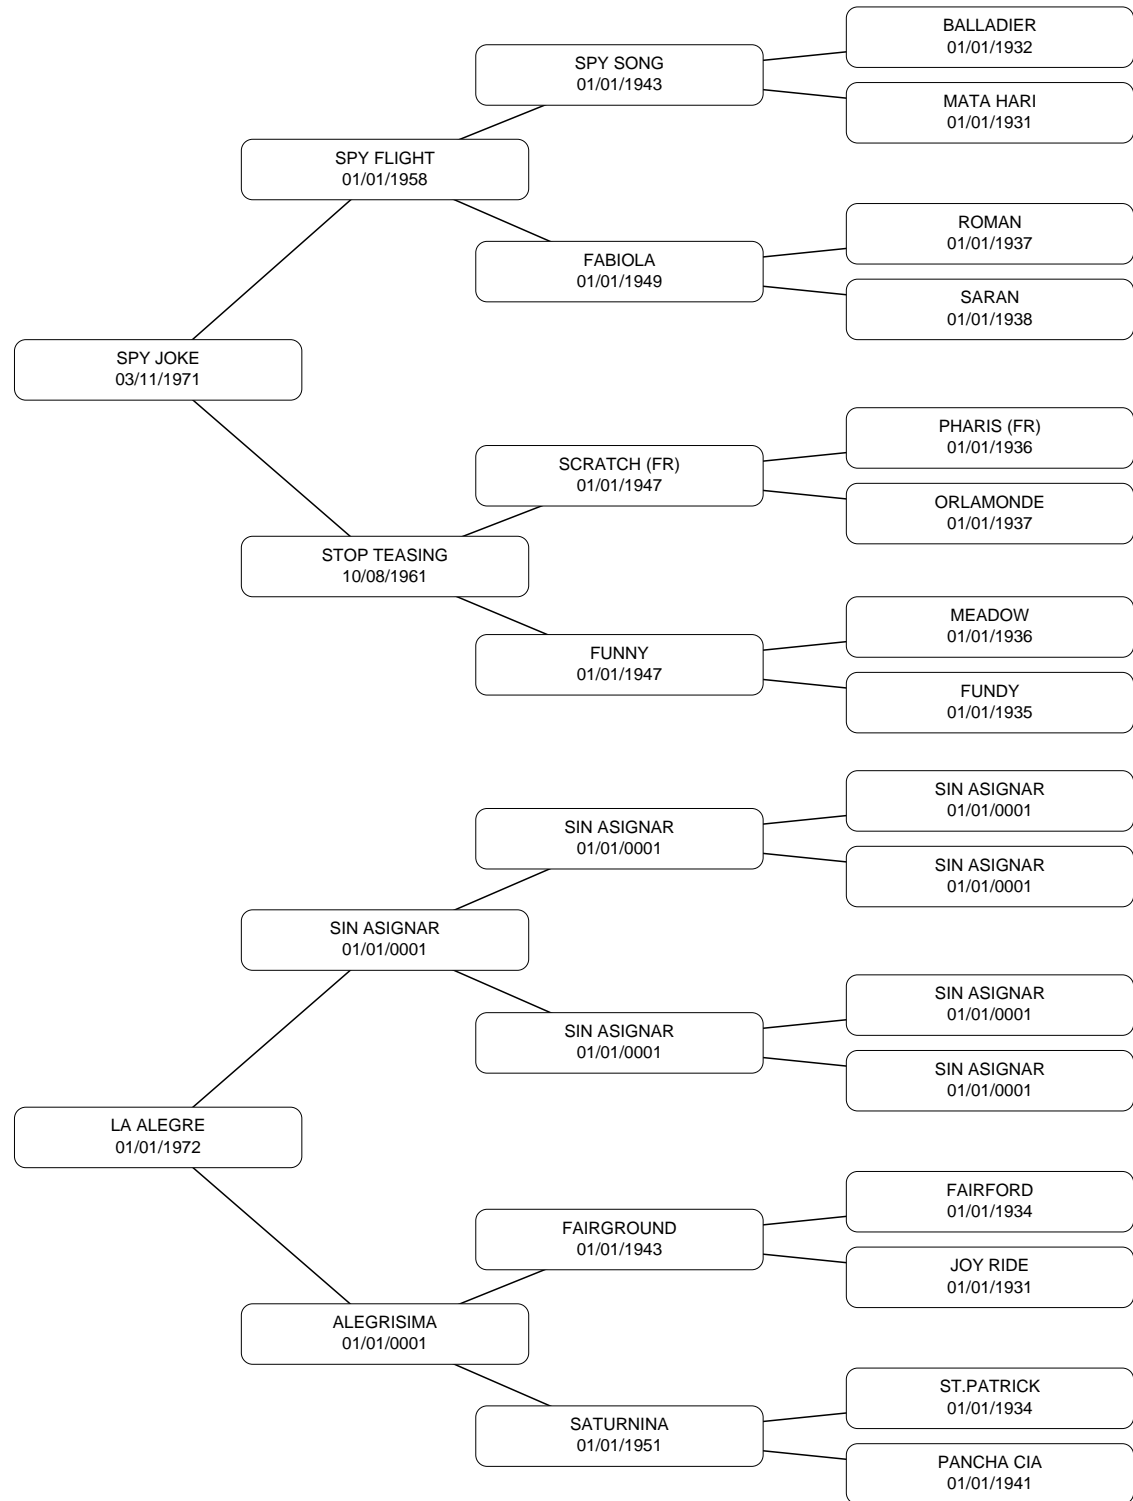 BALLADIER
01/01/1932
SPY SONG
01/01/1943
MATA HARI
01/01/1931
SPY FLIGHT
01/01/1958
ROMAN
01/01/1937
FABIOLA
01/01/1949
SARAN
01/01/1938
SPY JOKE
03/11/1971
PHARIS (FR)
01/01/1936
SCRATCH (FR)
01/01/1947
ORLAMONDE
01/01/1937
STOP TEASING
10/08/1961
MEADOW
01/01/1936
FUNNY
01/01/1947
FUNDY
01/01/1935
SIN ASIGNAR
01/01/0001
SIN ASIGNAR
01/01/0001
SIN ASIGNAR
01/01/0001
SIN ASIGNAR
01/01/0001
SIN ASIGNAR
01/01/0001
SIN ASIGNAR
01/01/0001
SIN ASIGNAR
01/01/0001
LA ALEGRE
01/01/1972
FAIRFORD
01/01/1934
FAIRGROUND
01/01/1943
JOY RIDE
01/01/1931
ALEGRISIMA
01/01/0001
ST.PATRICK
01/01/1934
SATURNINA
01/01/1951
PANCHA CIA
01/01/1941